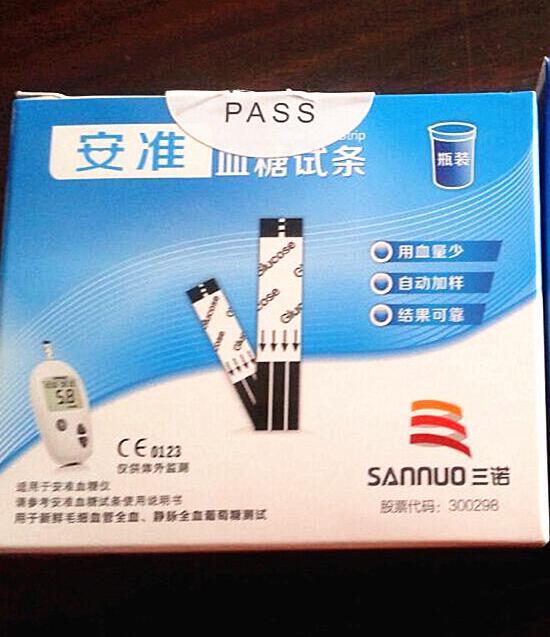 PASS
安准
血糖试条
瓶装
用血量少
自动加样
结果可靠
Glucose
Glucose
5.8
CE 0123
仅供体外监测
SANNUO 三诺
股票代码：300298
适用于安准血糖仪
请参考安准血糖试条使用说明书
用于新鲜毛细血管全血、静脉全血葡萄糖测试